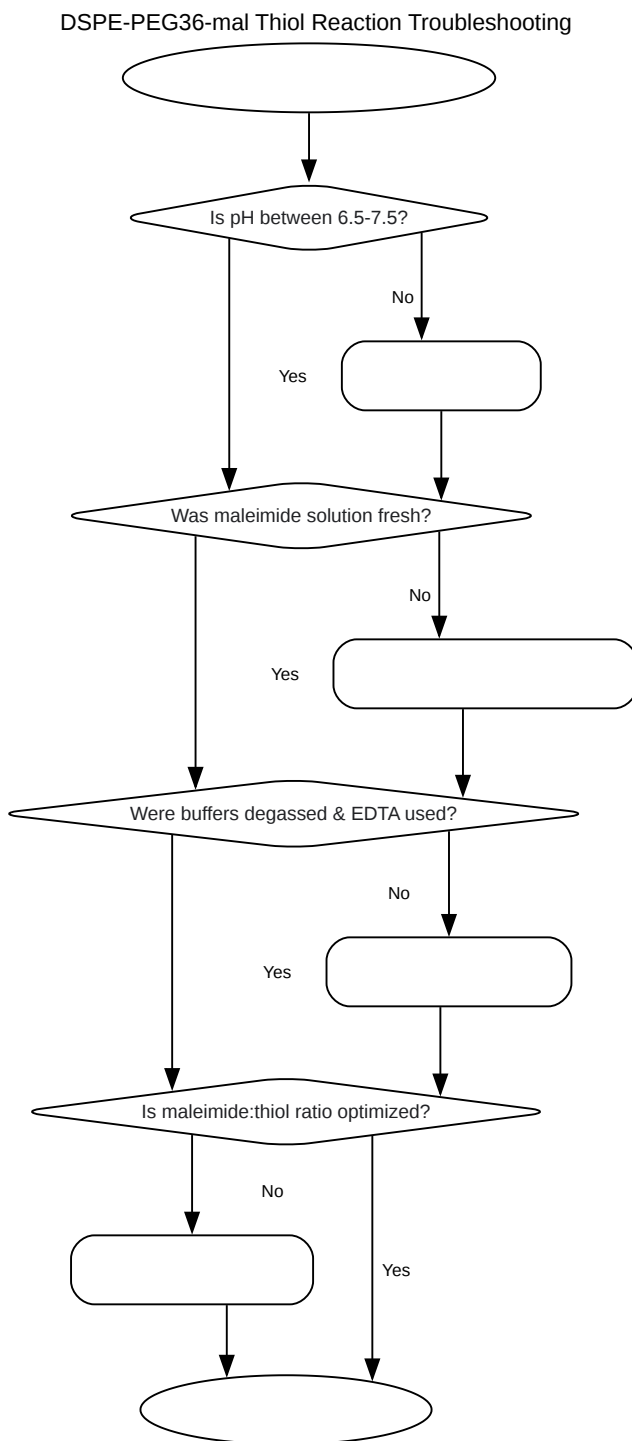 DSPE-PEG36-mal Thiol Reaction Troubleshooting
Is pH between 6.5-7.5?
No
Yes
Was maleimide solution fresh?
No
Yes
Were buffers degassed & EDTA used?
No
Yes
Is maleimide:thiol ratio optimized?
No
Yes